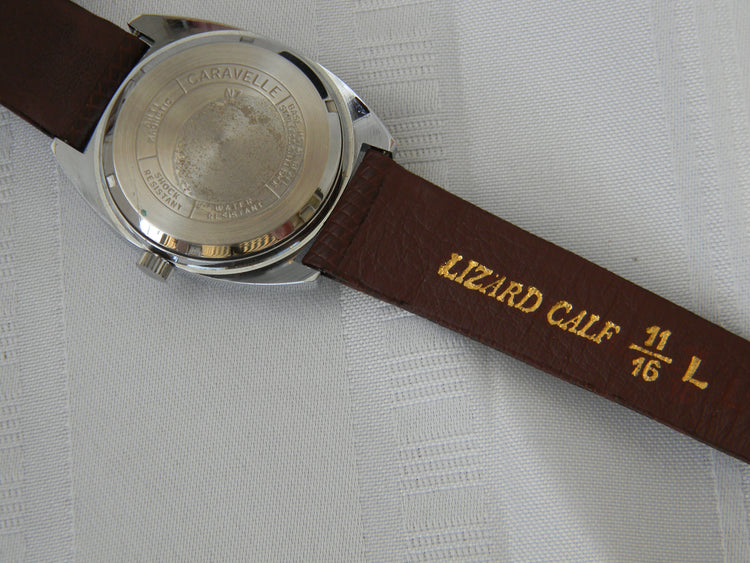 CARAVELLE
N7
SHOCK
RESISTANT
WATER
RESISTANT
LIZARD CALF 11/16 L